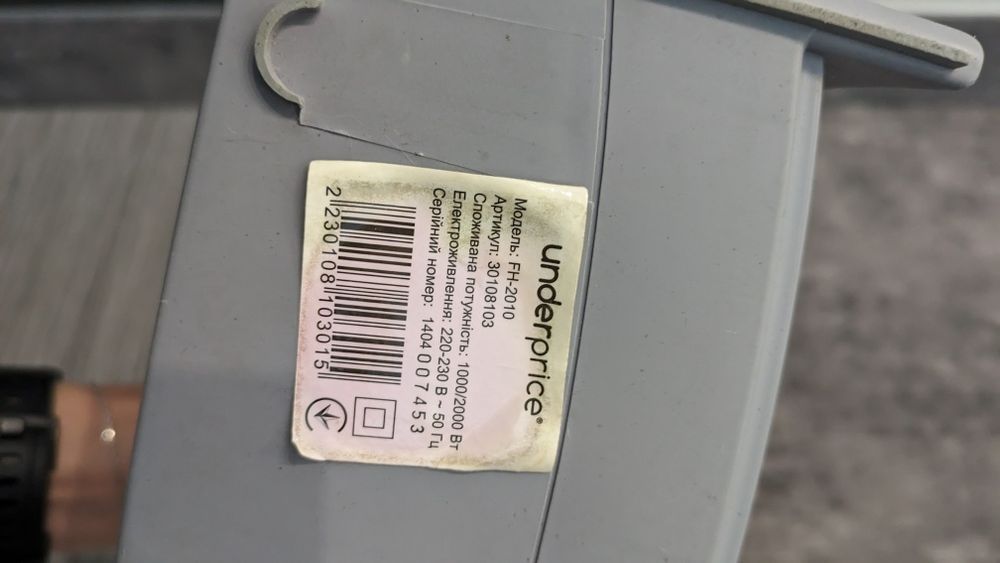 underprice®
Модель: FH-2010
Артикул: 30108103
Споживана потужність: 1000/2000 Вт
Електроживлення: 220-230 В ~ 50 Гц
Серійний номер: 1404 0 0 7 4 5 3
2 230108 103015